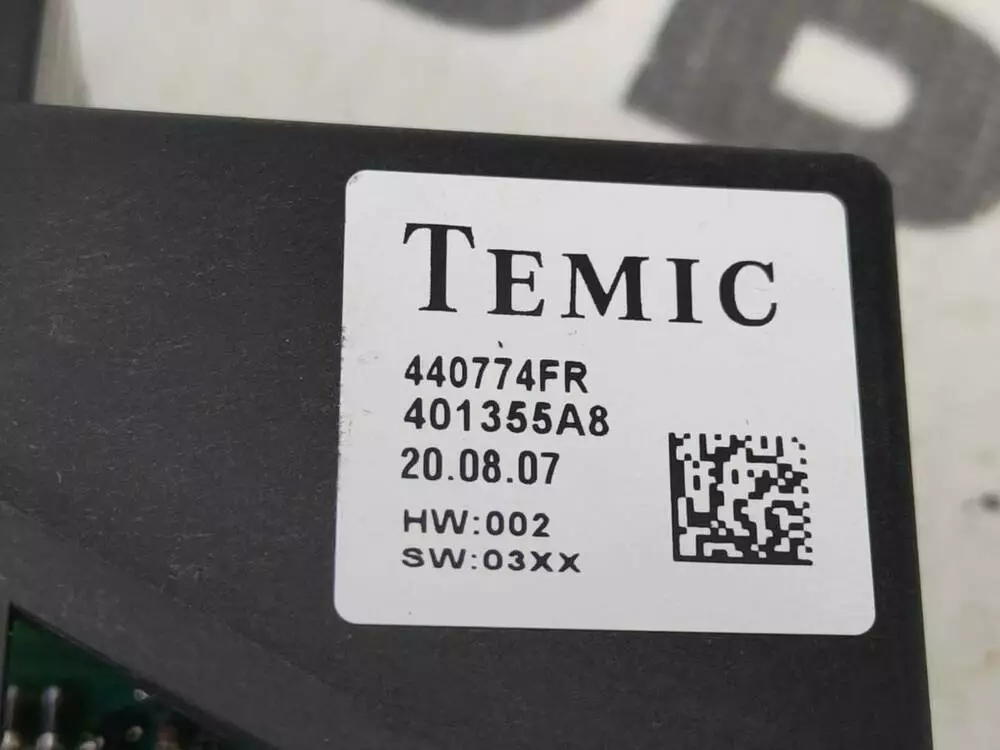 TEMIC
440774FR
401355A8
20.08.07
HW:002
SW:03XX